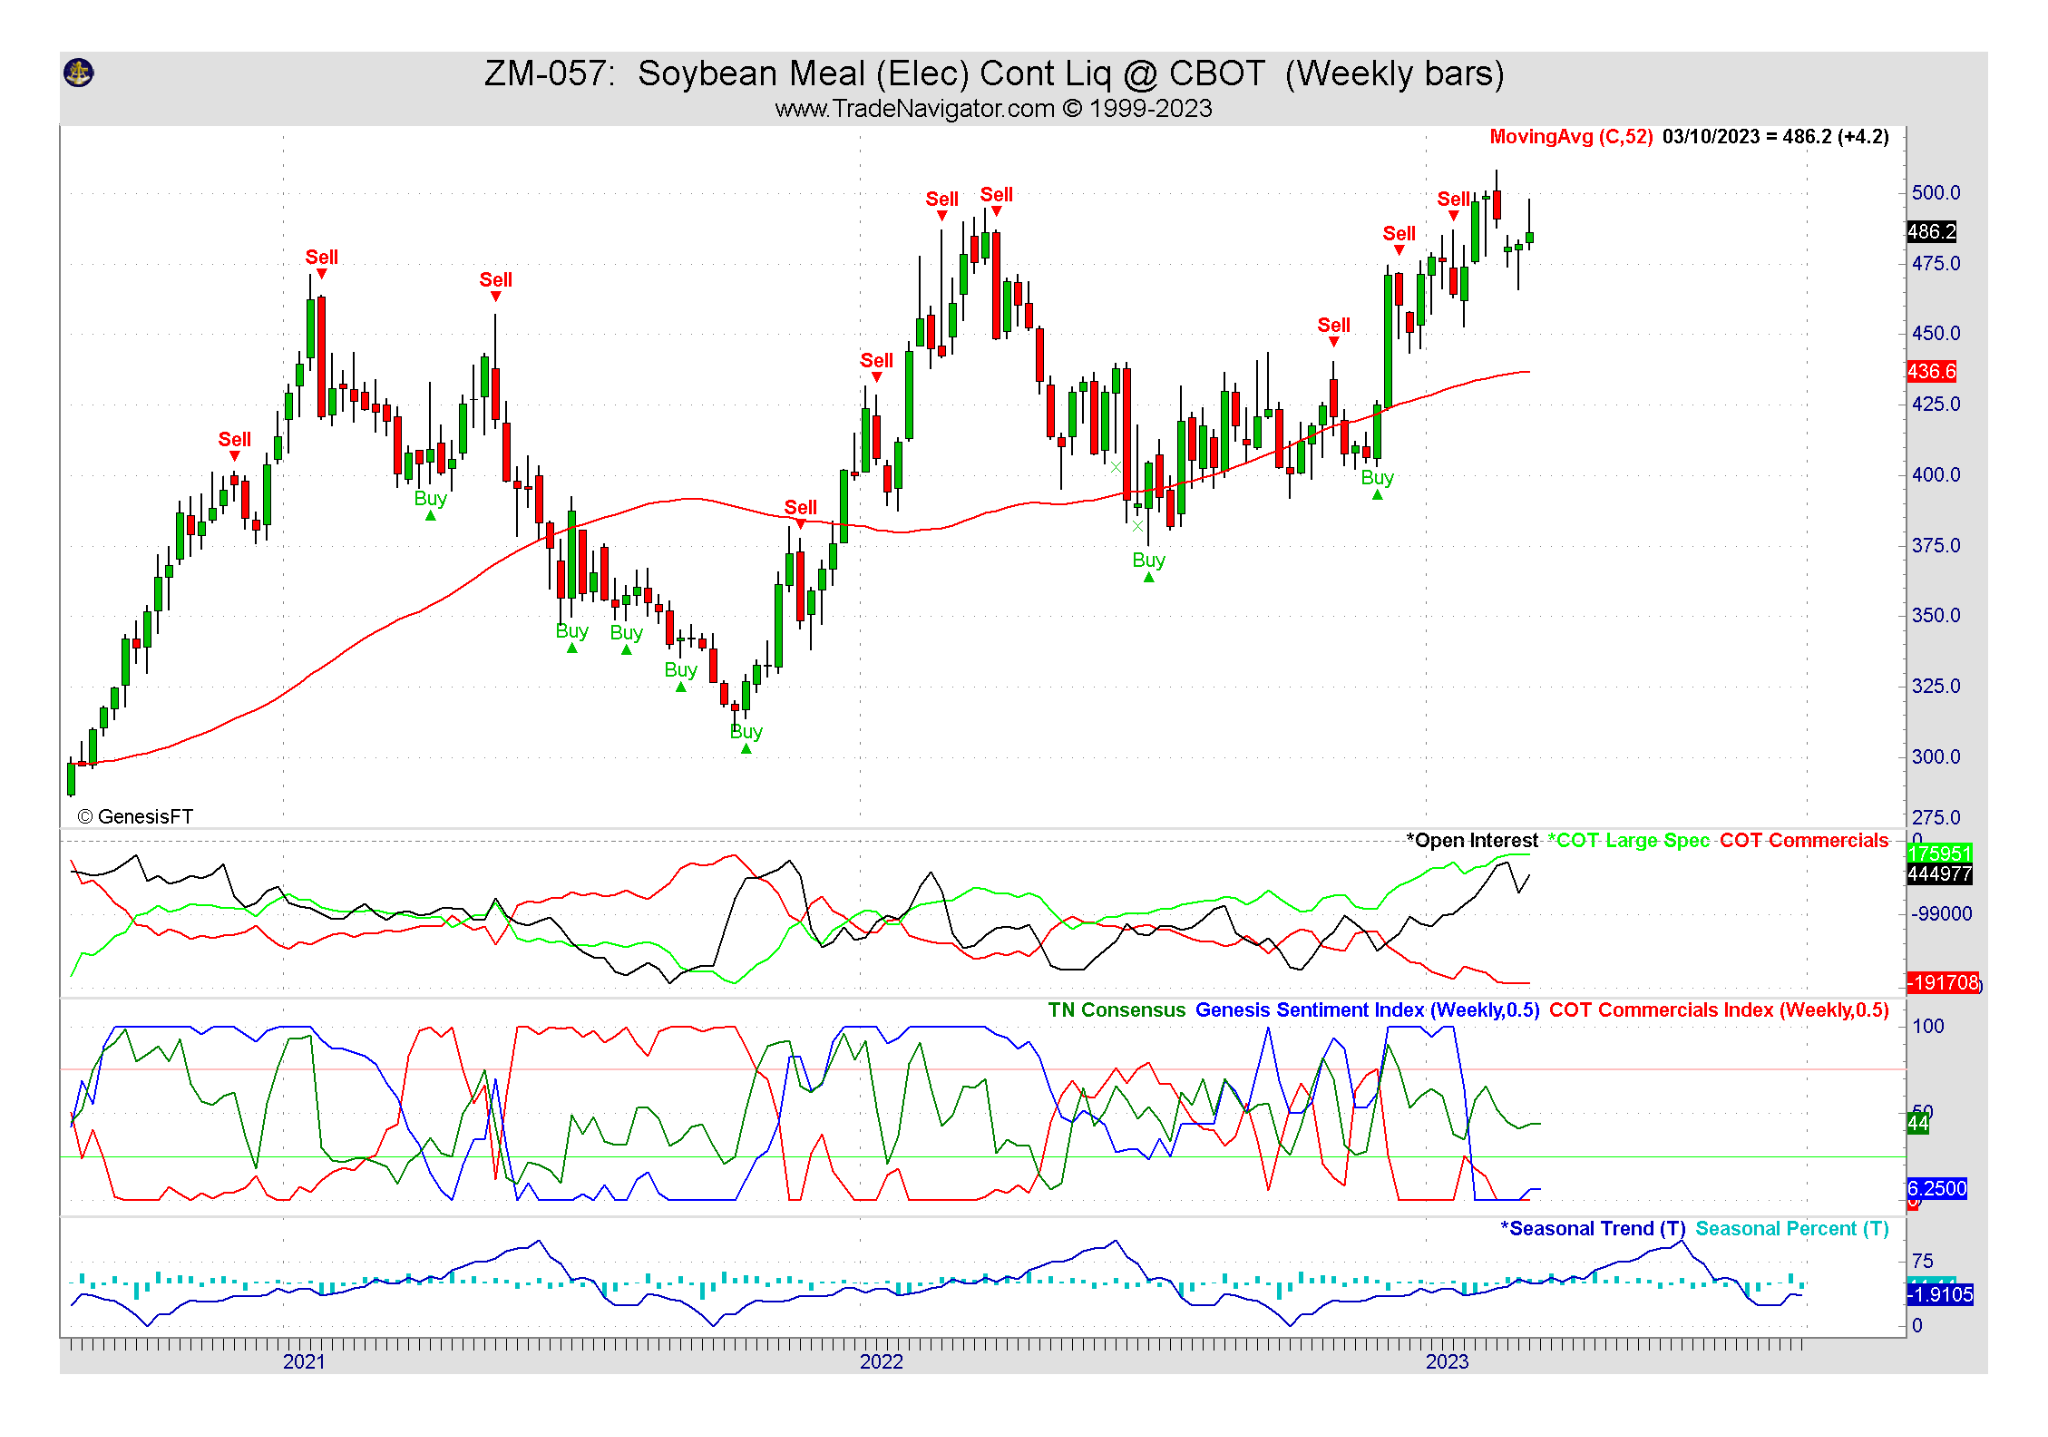 ZM-057: Soybean Meal (Elec) Cont Liq @ CBOT (Weekly bars)
www.TradeNavigator.com © 1999-2023
MovingAvg (C,52) 03/10/2023 = 486.2 (+4.2)
Sell
Sell
Sell
Sell
Sell
Sell
Sell
Sell
Sell
Sell
Sell
Buy
Buy
Buy
Buy
Buy
Buy
Buy
500.0
486.2
475.0
450.0
436.6
425.0
400.0
375.0
350.0
325.0
300.0
275.0
© GenesisFT
*Open Interest *COT Large Spec COT Commercials
0
175951
444977
-99000
-191708
TN Consensus Genesis Sentiment Index (Weekly,0.5) COT Commercials Index (Weekly,0.5)
100
50
44
6.2500
*Seasonal Trend (T) Seasonal Percent (T)
75
-1.9105
0
2021 2022 2023